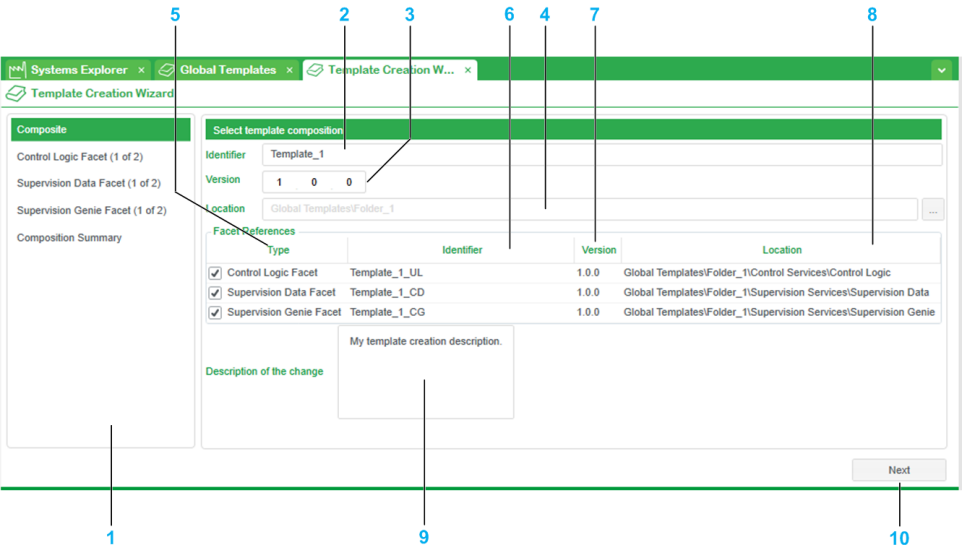 5 2 3 6 4 7 8
Systems Explorer × Global Templates × Template Creation W... ×
Template Creation Wizard
Composite
Control Logic Facet (1 of 2)
Supervision Data Facet (1 of 2)
Supervision Genie Facet (1 of 2)
Composition Summary
Select template composition
Identifier Template_1
Version 1 . 0 . 0
Location Global Templates\Folder_1 ...
Facet References
Type Identifier Version Location
Control Logic Facet Template_1_UL 1.0.0 Global Templates\Folder_1\Control Services\Control Logic
Supervision Data Facet Template_1_CD 1.0.0 Global Templates\Folder_1\Supervision Services\Supervision Data
Supervision Genie Facet Template_1_CG 1.0.0 Global Templates\Folder_1\Supervision Services\Supervision Genie
My template creation description.
Description of the change
Next
1 9 10